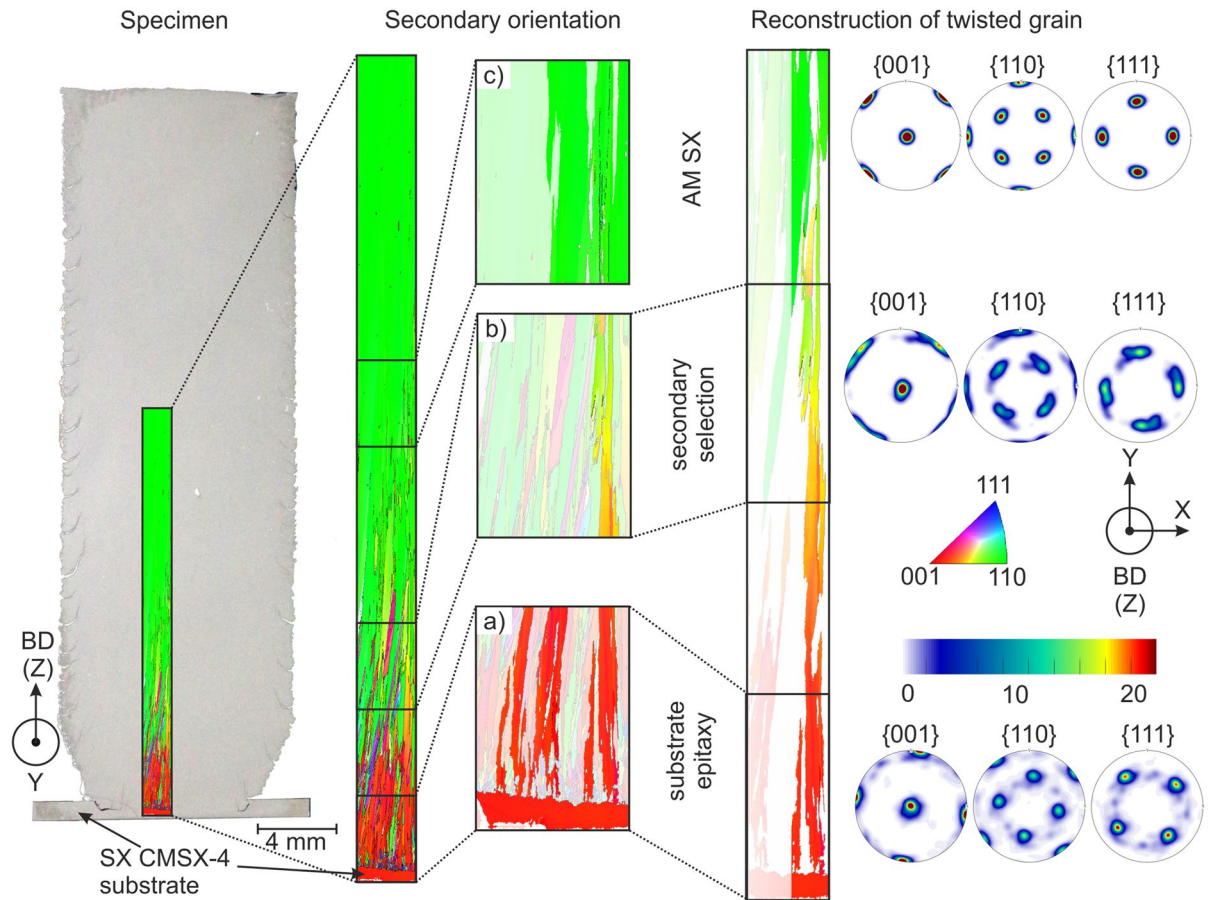 Specimen
Secondary orientation
Reconstruction of twisted grain
c)
AM SX
{001}
{110}
{111}
b)
secondary
selection
{001}
{110}
{111}
111
001
110
Y
X
BD
(Z)
0
10
20
a)
substrate
epitaxy
{001}
{110}
{111}
BD
(Z)
Y
4 mm
SX CMSX-4
substrate